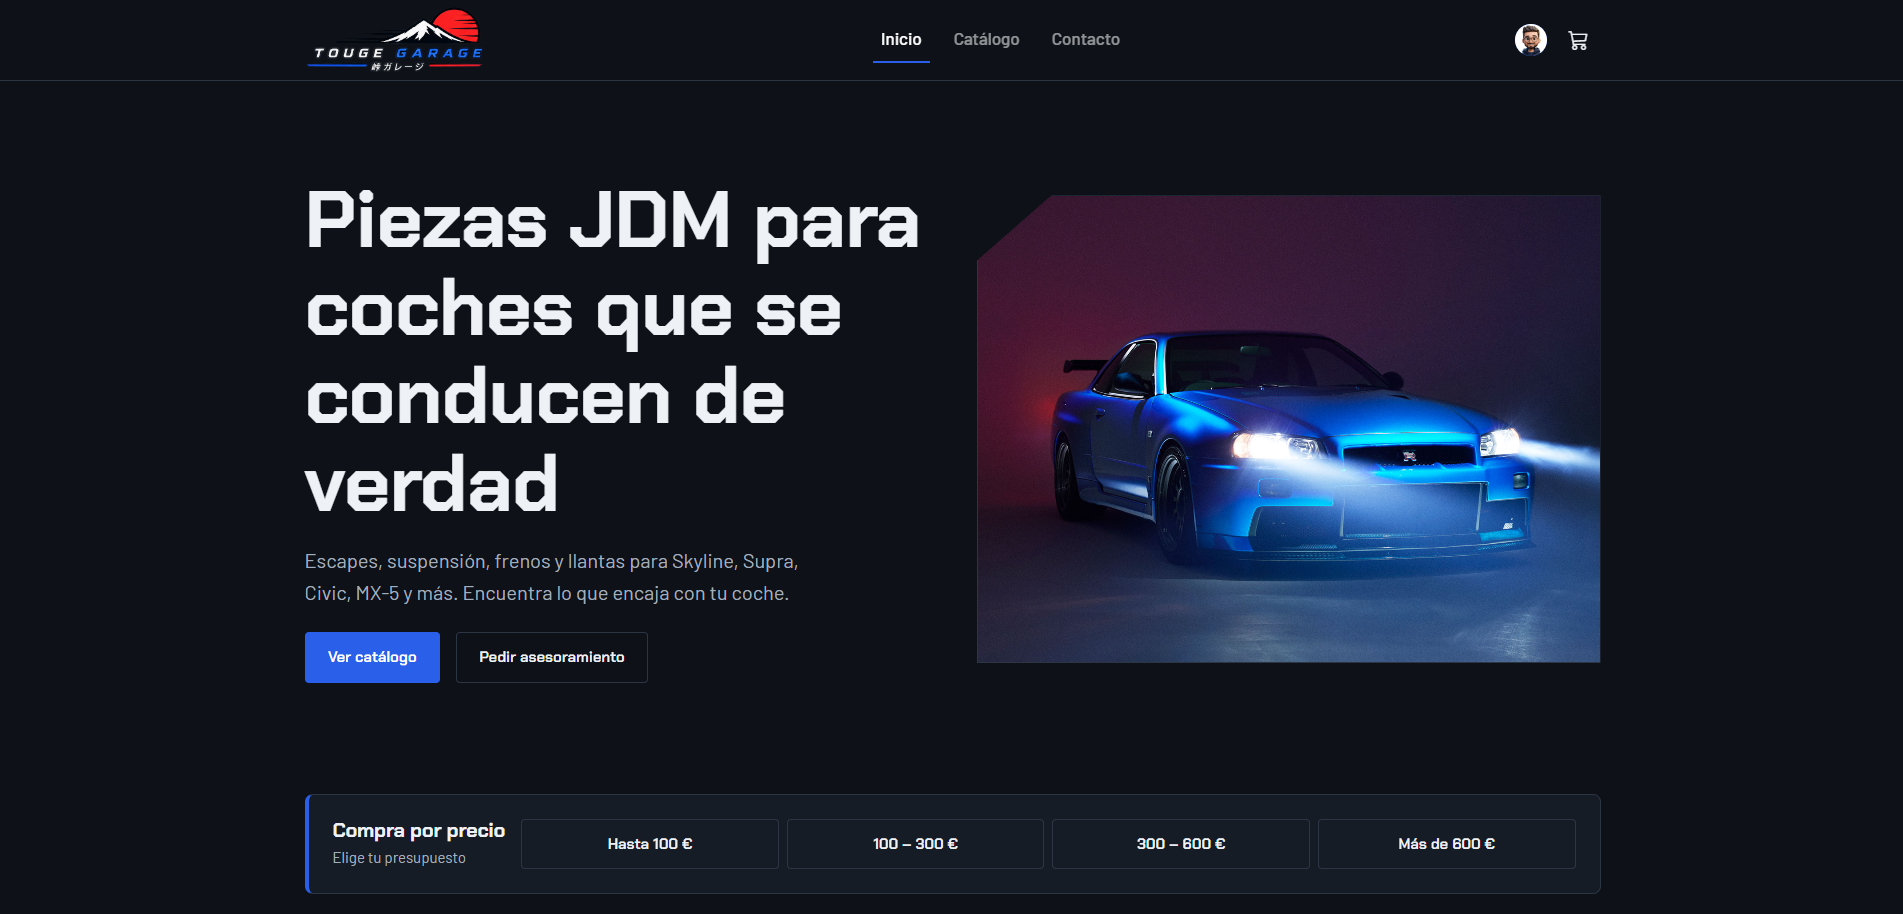 TOUGE GARAGE
峠ガレージ
Inicio
Catálogo
Contacto
Piezas JDM para
coches que se
conducen de
verdad
Escapes, suspensión, frenos y llantas para Skyline, Supra,
Civic, MX-5 y más. Encuentra lo que encaja con tu coche.
Ver catálogo
Pedir asesoramiento
Compra por precio
Elige tu presupuesto
Hasta 100 €
100 – 300 €
300 – 600 €
Más de 600 €